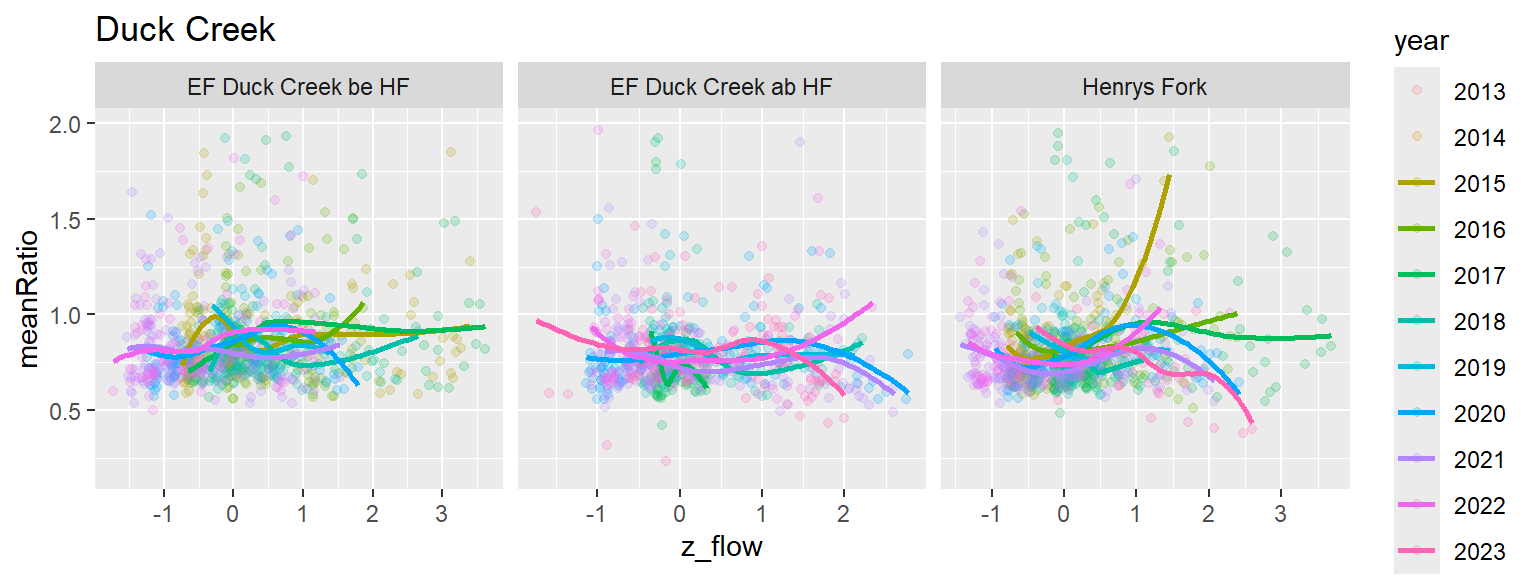 Duck Creek
EF Duck Creek be HF
EF Duck Creek ab HF
Henrys Fork
meanRatio
2.0
1.5
1.0
0.5
-1 0 1 2 3
-1 0 1 2
-1 0 1 2 3
z_flow
year
2013
2014
2015
2016
2017
2018
2019
2020
2021
2022
2023